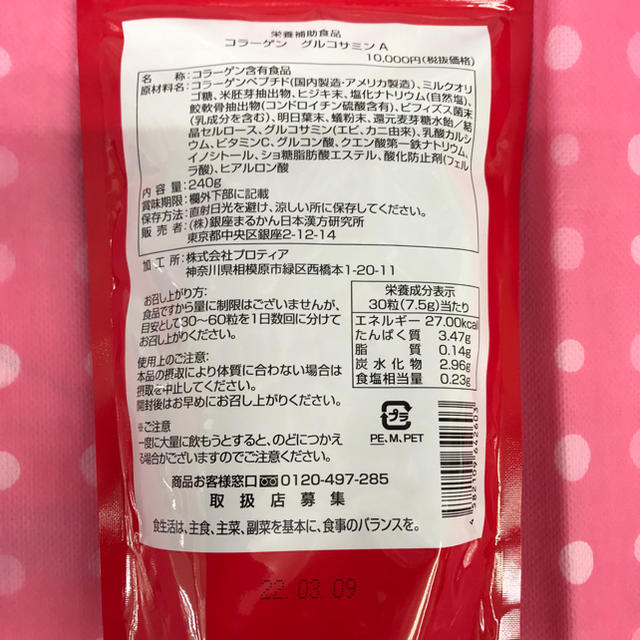 栄養補助食品
コラーゲン グルコサミンA
10,000円(税抜価格)
名 称:コラーゲン含有食品
原材料名:コラーゲンペプチド(国内製造・アメリカ製造)、ミルクオリ
ゴ糖、米胚芽抽出物、ヒジキ末、塩化ナトリウム(自然塩)、
鮫軟骨抽出物(コンドロイチン硫酸含有)、ビフィズス菌末
(乳成分を含む)、明日葉末、蟻粉末、還元麦芽糖水飴/結
晶セルロース、グルコサミン(エビ、カニ由来)、乳酸カルシ
ウム、ビタミンC、グルコン酸、クエン酸第一鉄ナトリウム、
イノシトール、ショ糖脂肪酸エステル、酸化防止剤(フェル
ラ酸)、ヒアルロン酸
内容量:240g
賞味期限:欄外下部に記載
保存方法:直射日光を避け、涼しい所に保存してください。
販売者:(株)銀座まるかん日本漢方研究所
東京都中央区銀座2-12-14
加工所:株式会社プロティア
神奈川県相模原市緑区西橋本1-20-11
お召し上がり方:
食品ですから量に制限はございませんが、
目安として30〜60粒を1日数回に分けて
お召し上がりください。
使用上のご注意:
本品の摂取により体質に合わない場合は
摂取を中止してください。
開封後はお早めにお召し上がりください。
※ご注意
一度に大量に飲もうとすると、のどにつかえ
る場合がございますのでご注意ください。
栄養成分表示
30粒(7.5g)当たり
エネルギー 27.00kcal
たんぱく質 3.47g
脂質 0.14g
炭水化物 2.96g
食塩相当量 0.23g
プラ
PE、M、PET
4 582109 642603
商品お客様窓口 0120-497-285
取扱店募集
食生活は、主食、主菜、副菜を基本に、食事のバランスを。
22.03.09